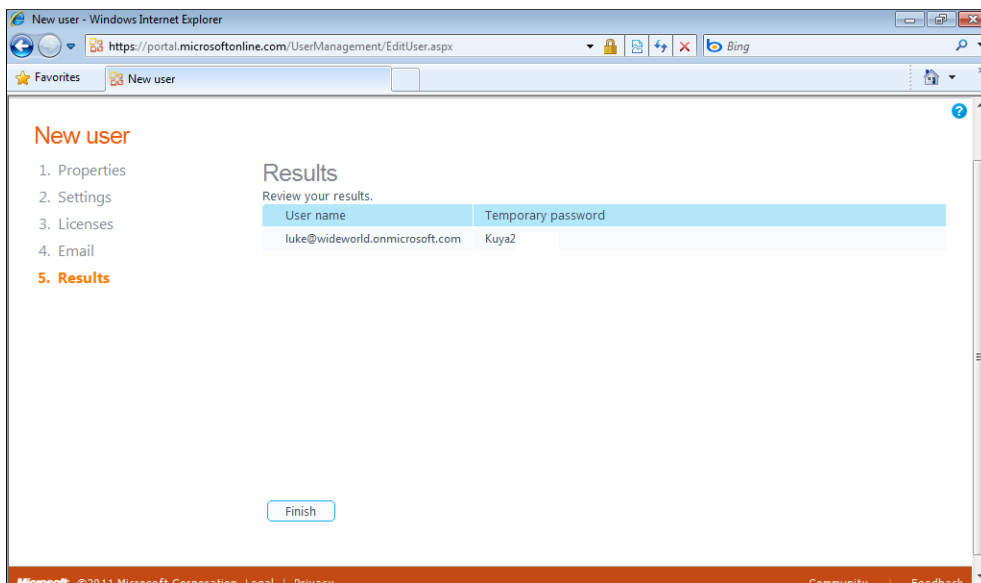 New user - Windows Internet Explorer
https://portal.microsoftonline.com/UserManagement/EditUser.aspx
Bing
Favorites
New user
New user
1. Properties
2. Settings
3. Licenses
4. Email
5. Results
Results
Review your results.
User name Temporary password
luke@wideworld.onmicrosoft.com Kuya2
Finish
Microsoft ©2011 Microsoft Corporation Legal | Privacy Community | Feedback